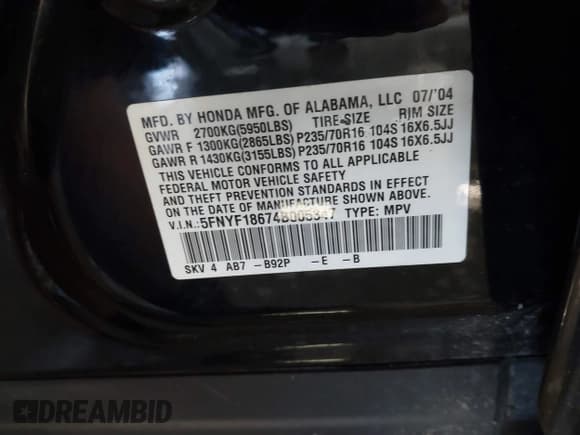 MFD. BY HONDA MFG. OF ALABAMA, LLC 07/'04
GVWR 2700KG(5950LBS) TIRE SIZE RIM SIZE
GAWR F 1300KG(2865LBS) P235/70R16 104S 16X6.5JJ
GAWR R 1430KG(3155LBS) P235/70R16 104S 16X6.5JJ
THIS VEHICLE CONFORMS TO ALL APPLICABLE
FEDERAL MOTOR VEHICLE SAFETY
AND THEFT PREVENTION STANDARDS IN EFFECT
ON THE DATE OF MANUFACTURE SHOWN ABOVE.
V.I.N.: TYPE: MPV
SKV 4 AB7 -B92P -E -B
DREAMBID